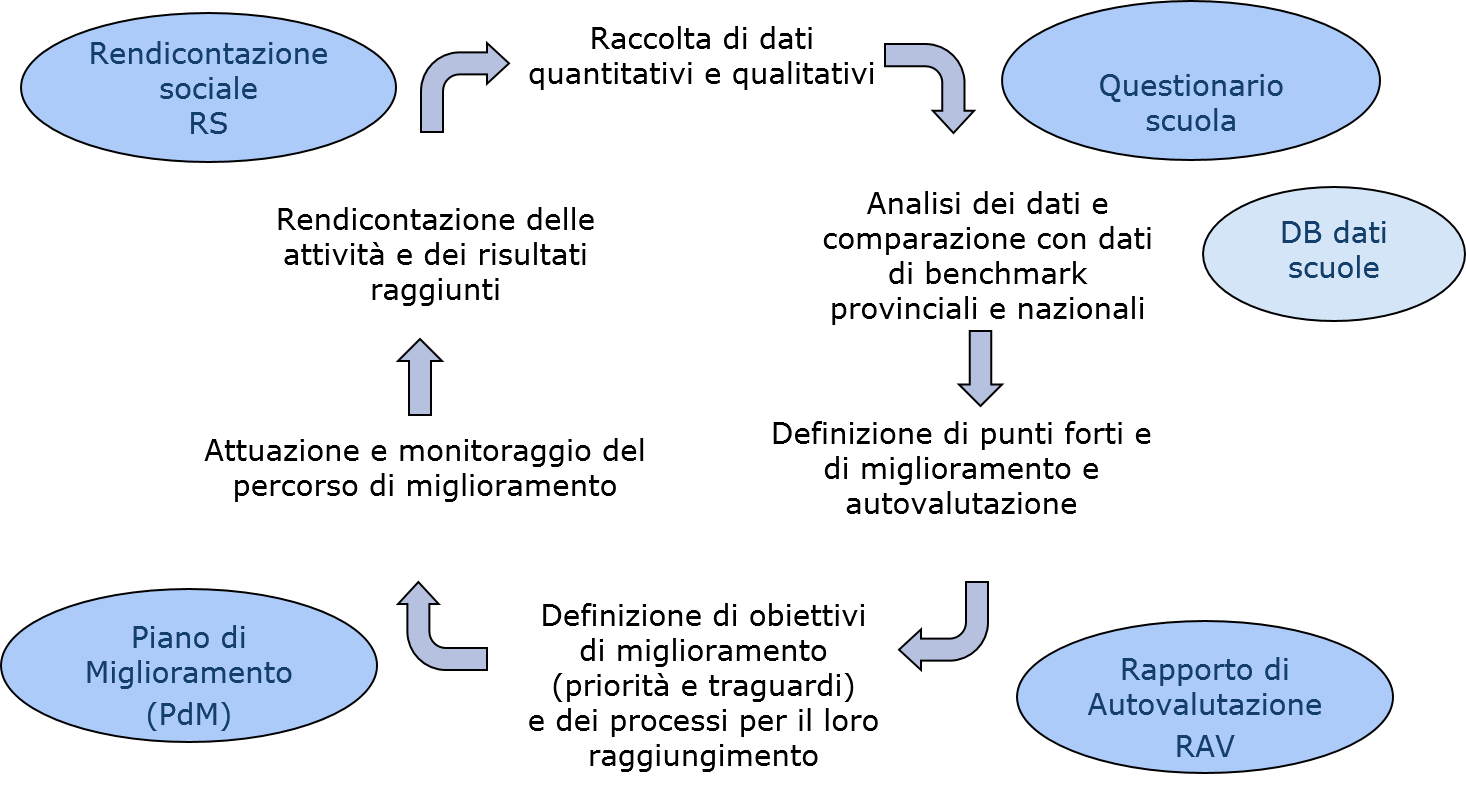 Rendicontazione
sociale
RS
Raccolta di dati
quantitativi e qualitativi
Questionario
scuola
Rendicontazione delle
attività e dei risultati
raggiunti
Analisi dei dati e
comparazione con dati
di benchmark
provinciali e nazionali
DB dati
scuole
Attuazione e monitoraggio del
percorso di miglioramento
Definizione di punti forti e
di miglioramento e
autovalutazione
Piano di
Miglioramento
(PdM)
Definizione di obiettivi
di miglioramento
(priorità e traguardi)
e dei processi per il loro
raggiungimento
Rapporto di
Autovalutazione
RAV